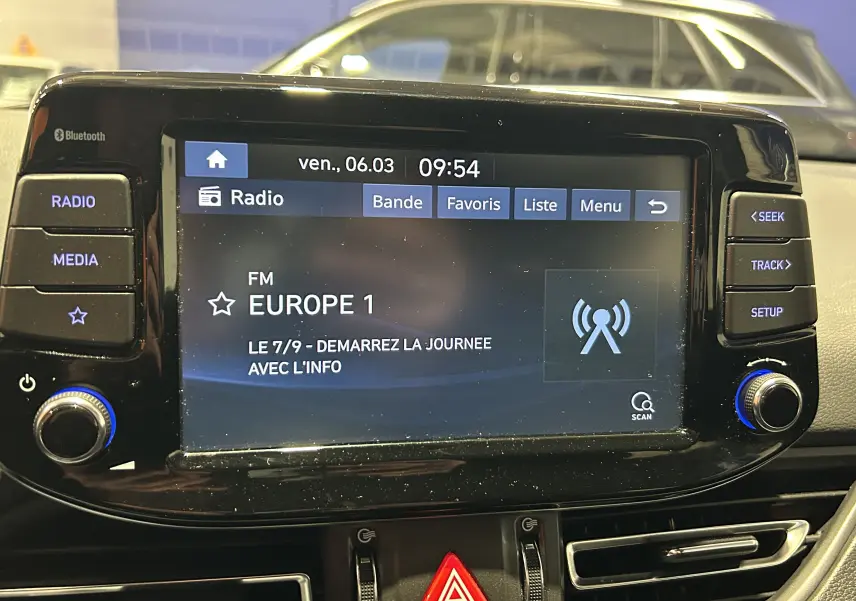 Bluetooth
ven., 06.03 09:54
RADIO
Radio Bande Favoris Liste Menu
<SEEK
MEDIA
TRACK>
FM
EUROPE 1
SETUP
LE 7/9 - DEMARREZ LA JOURNEE
AVEC L'INFO
SCAN